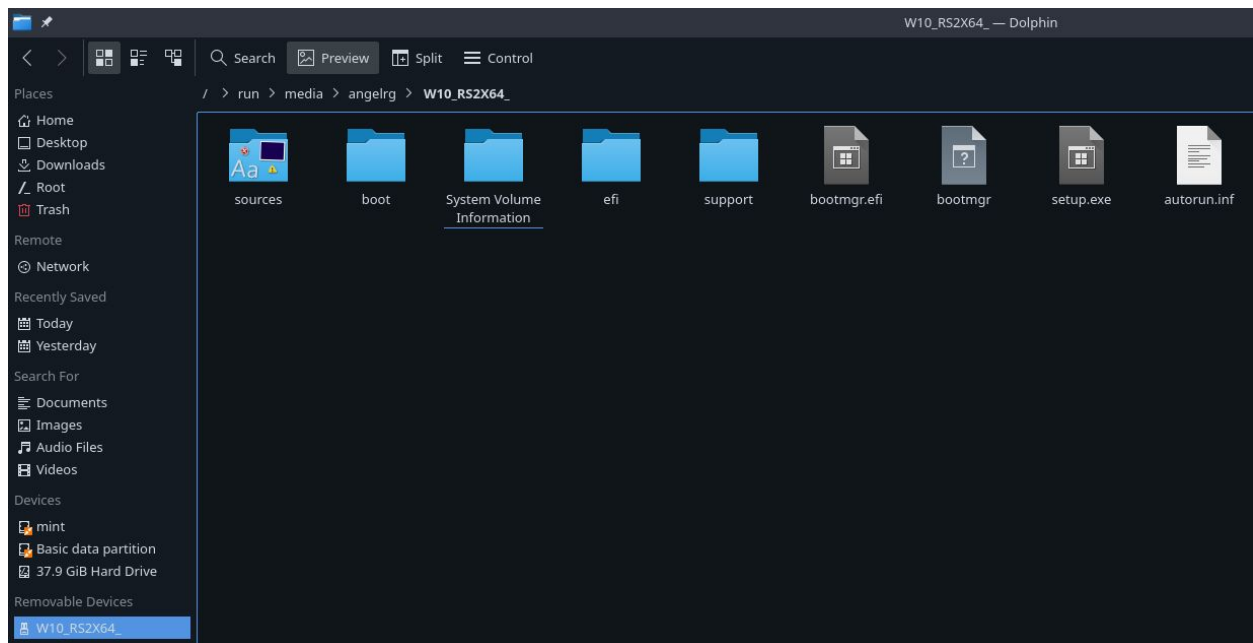 W10_RS2X64_ — Dolphin
Search Preview Split Control
Places
/ > run > media > angelrg > W10_RS2X64_
Home
Desktop
Downloads
Root
Trash
Remote
Network
Recently Saved
Today
Yesterday
Search For
Documents
Images
Audio Files
Videos
Devices
mint
Basic data partition
37.9 GiB Hard Drive
Removable Devices
W10_RS2X64_
Aa
sources
boot
System Volume
Information
efi
support
bootmgr.efi
?
bootmgr
setup.exe
autorun.inf